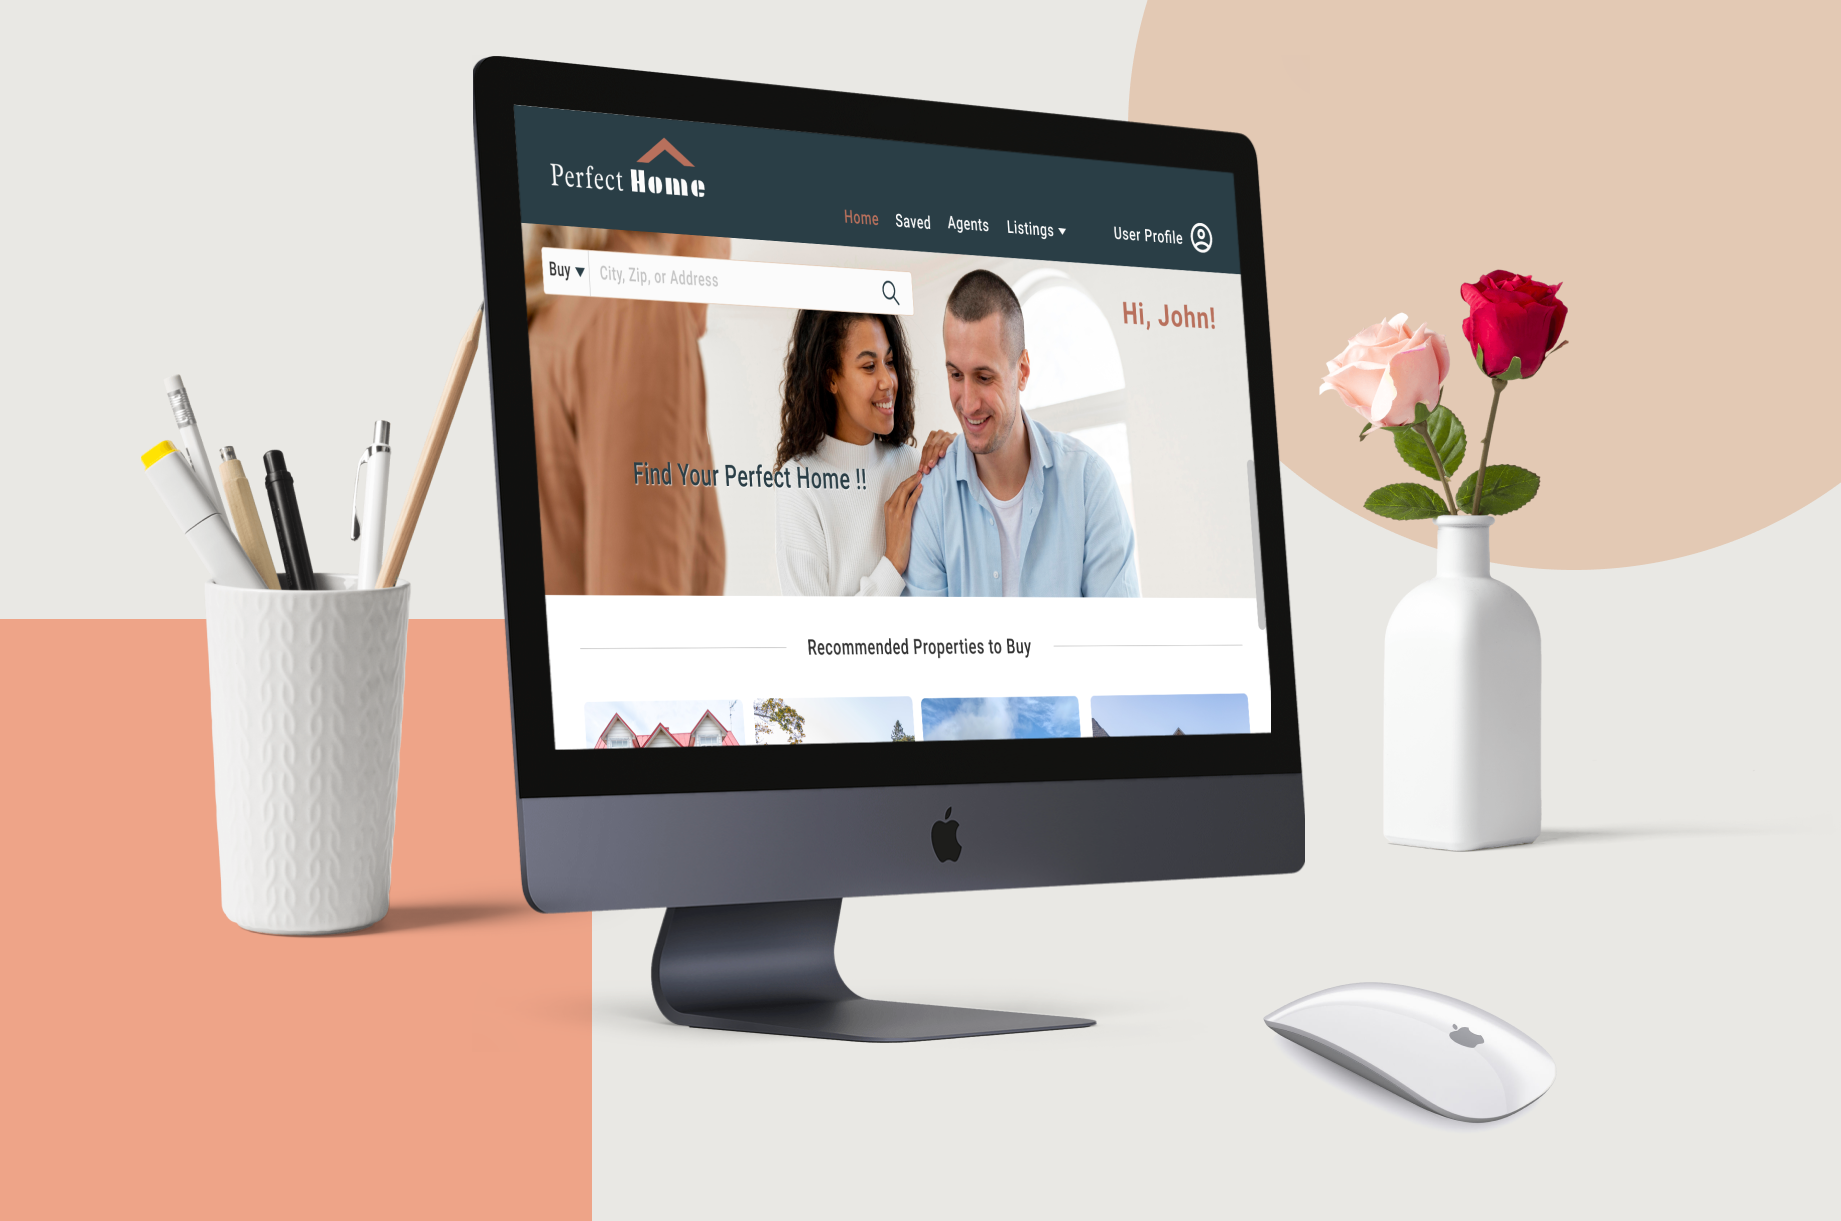 Perfect Home
Home Saved Agents Listings User Profile
Buy City, Zip, or Address
Hi, John!
Find Your Perfect Home !!
Recommended Properties to Buy